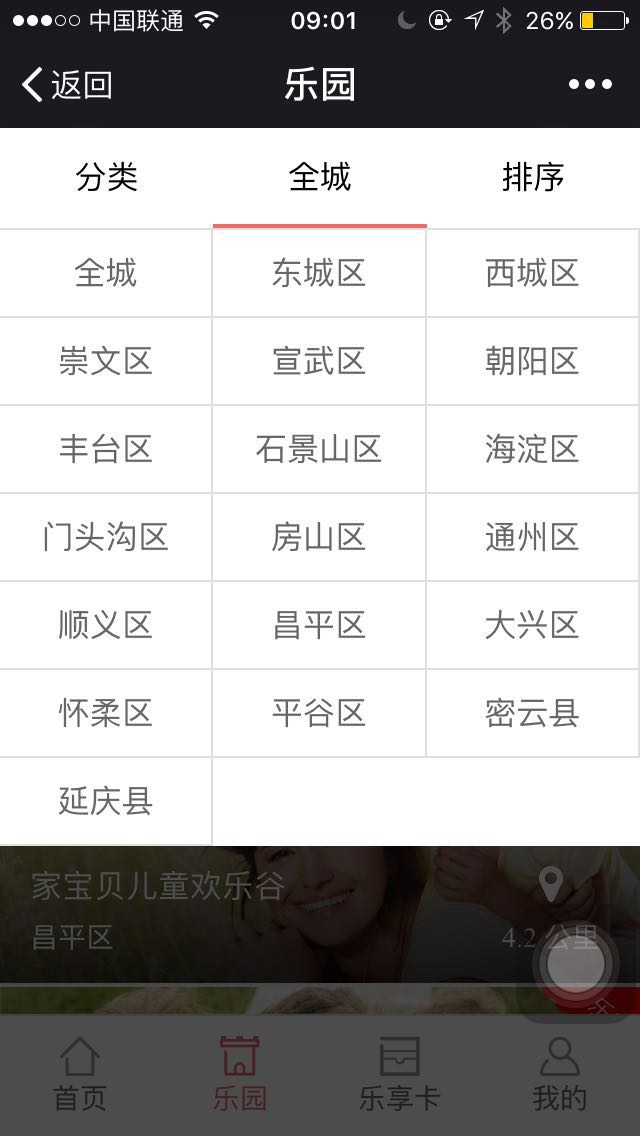 中国联通 09:01 26%
返回 乐园
分类 全城 排序
全城 东城区 西城区
崇文区 宣武区 朝阳区
丰台区 石景山区 海淀区
门头沟区 房山区 通州区
顺义区 昌平区 大兴区
怀柔区 平谷区 密云县
延庆县
家宝贝儿童欢乐谷
昌平区 4.2 公里
首页 乐园 乐享卡 我的